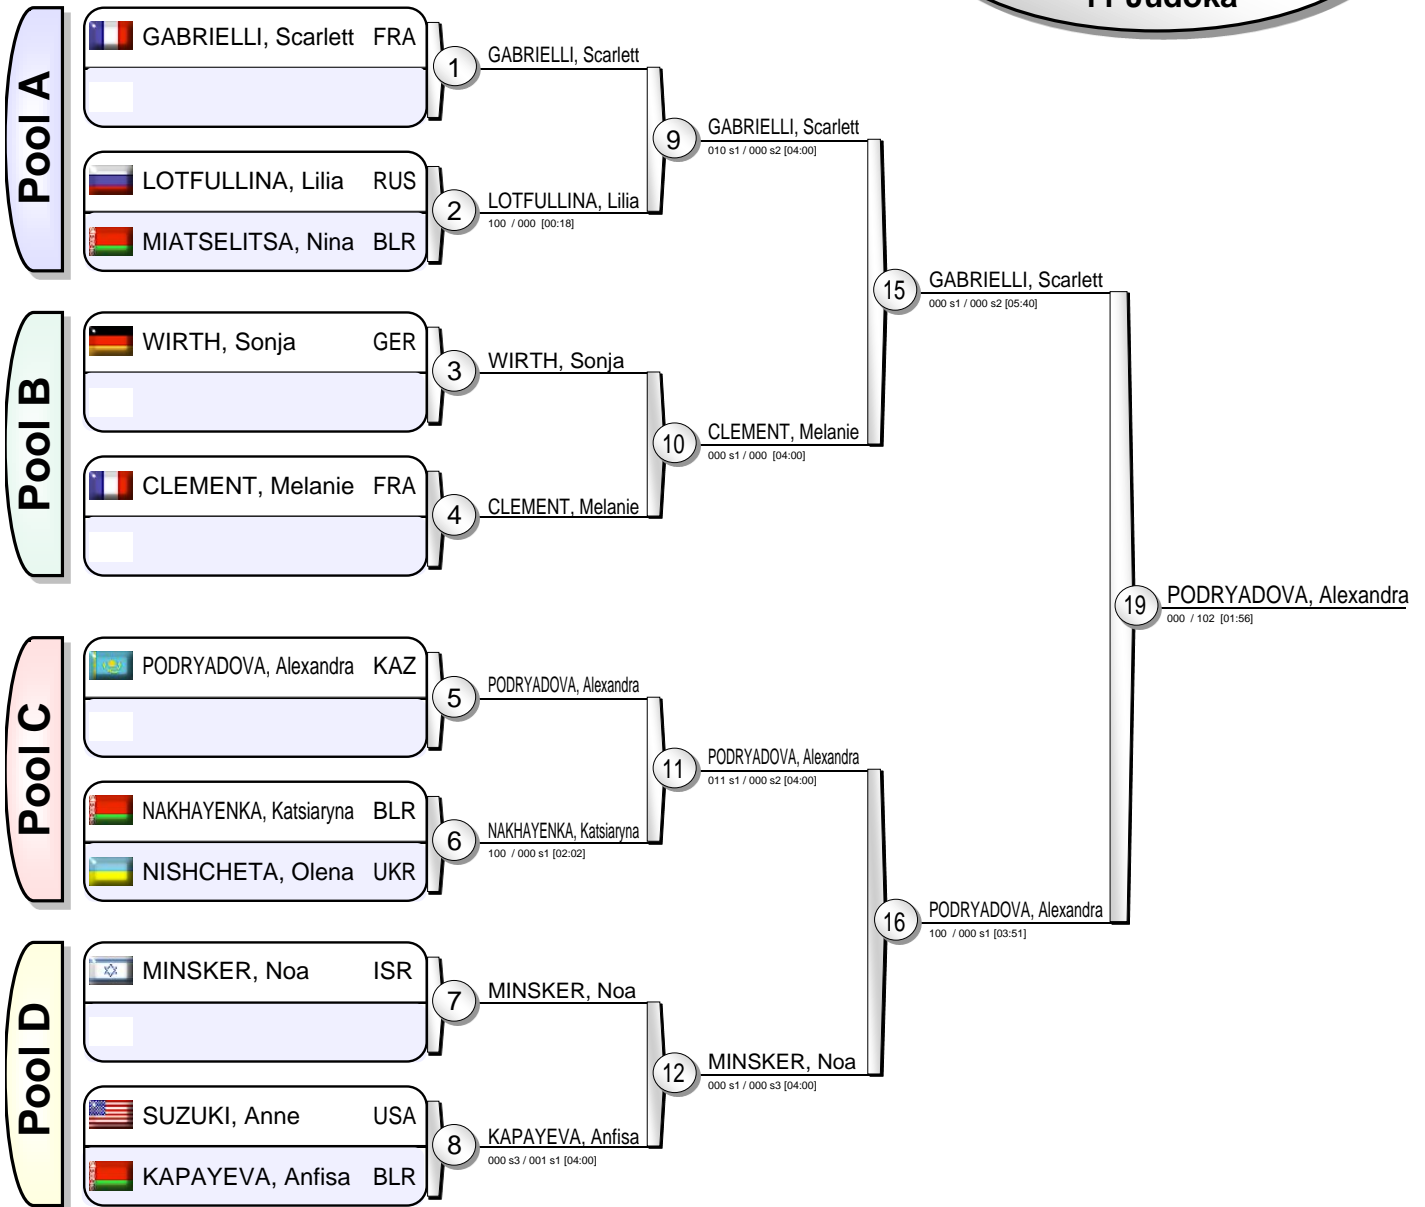 11 Judoka
Pool A
GABRIELLI, Scarlett FRA
1
GABRIELLI, Scarlett
LOTFULLINA, Lilia RUS
MIATSELITSA, Nina BLR
2
LOTFULLINA, Lilia
100 / 000 [00:18]
9
GABRIELLI, Scarlett
010 s1 / 000 s2 [04:00]
Pool B
WIRTH, Sonja GER
3
WIRTH, Sonja
CLEMENT, Melanie FRA
4
CLEMENT, Melanie
10
CLEMENT, Melanie
000 s1 / 000 [04:00]
15
GABRIELLI, Scarlett
000 s1 / 000 s2 [05:40]
Pool C
PODRYADOVA, Alexandra KAZ
5
PODRYADOVA, Alexandra
NAKHAYENKA, Katsiaryna BLR
NISHCHETA, Olena UKR
6
NAKHAYENKA, Katsiaryna
100 / 000 s1 [02:02]
11
PODRYADOVA, Alexandra
011 s1 / 000 s2 [04:00]
Pool D
MINSKER, Noa ISR
7
MINSKER, Noa
SUZUKI, Anne USA
KAPAYEVA, Anfisa BLR
8
KAPAYEVA, Anfisa
000 s3 / 001 s1 [04:00]
12
MINSKER, Noa
000 s1 / 000 s3 [04:00]
16
PODRYADOVA, Alexandra
100 / 000 s1 [03:51]
19
PODRYADOVA, Alexandra
000 / 102 [01:56]